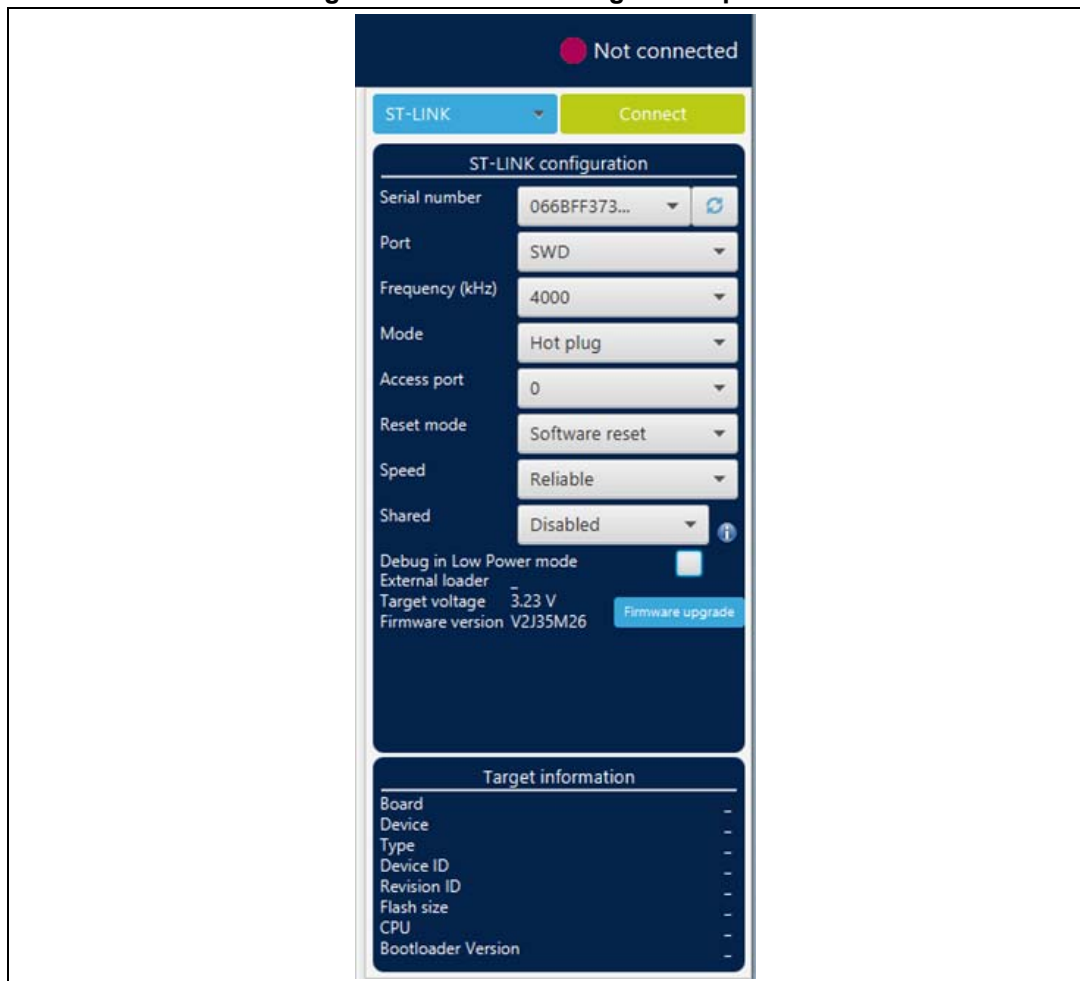 Not connected
ST-LINK Connect
ST-LINK configuration
Serial number 066BFF373...
Port SWD
Frequency (kHz) 4000
Mode Hot plug
Access port 0
Reset mode Software reset
Speed Reliable
Shared Disabled
Debug in Low Power mode
External loader _
Target voltage 3.23 V
Firmware version V2J35M26 Firmware upgrade
Target information
Board _
Device _
Type _
Device ID _
Revision ID _
Flash size _
CPU _
Bootloader Version _